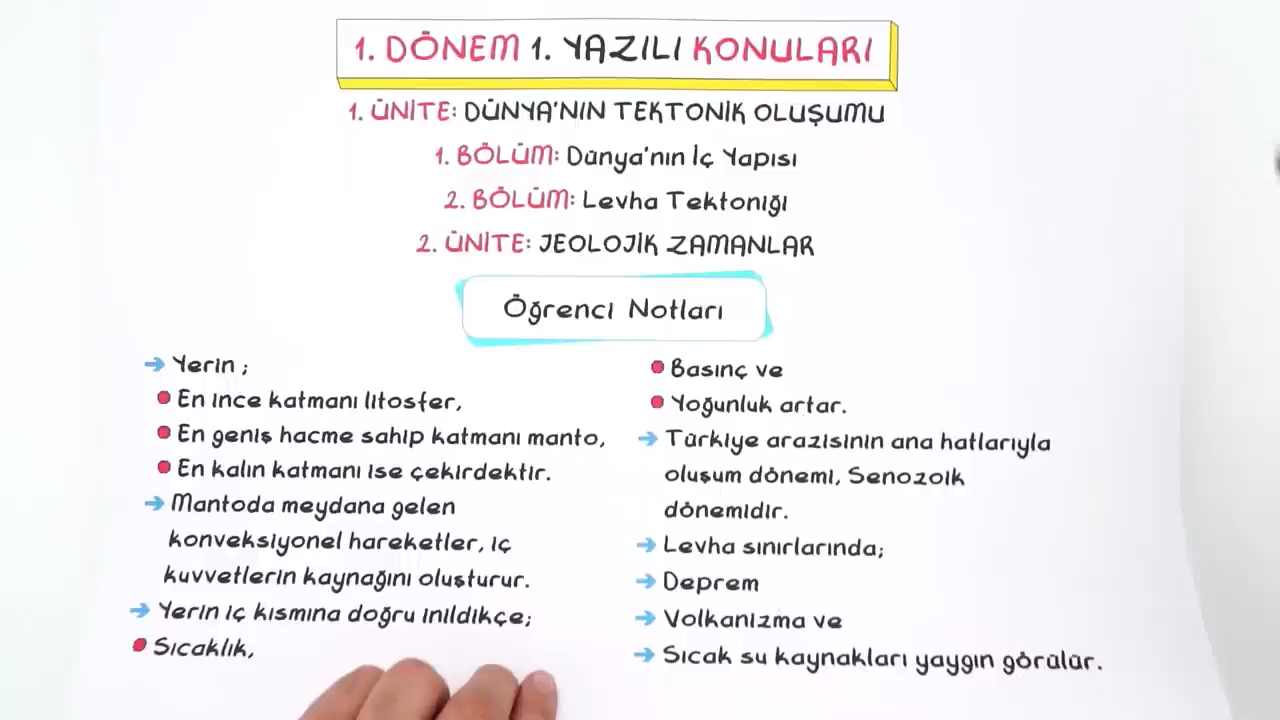 1. DÖNEM 1. YAZILI KONULARI
1. ÜNİTE: DÜNYA'NIN TEKTONİK OLUŞUMU
1. BÖLÜM: Dünya'nın İç Yapısı
2. BÖLÜM: Levha Tektoniği
2. ÜNİTE: JEOLOJİK ZAMANLAR
Öğrenci Notları
Yerin ;
En ince katmanı litosfer,
En geniş hacme sahip katmanı manto,
En kalın katmanı ise çekirdektir.
Mantoda meydana gelen
konveksiyonel hareketler, iç
kuvvetlerin kaynağını oluşturur.
Yerin iç kısmına doğru inildikçe;
Sıcaklık,
Basınç ve
Yoğunluk artar.
Türkiye arazisinin ana hatlarıyla
oluşum dönemi, Senozoik
dönemidir.
Levha sınırlarında;
Deprem
Volkanizma ve
Sıcak su kaynakları yaygın görülür.